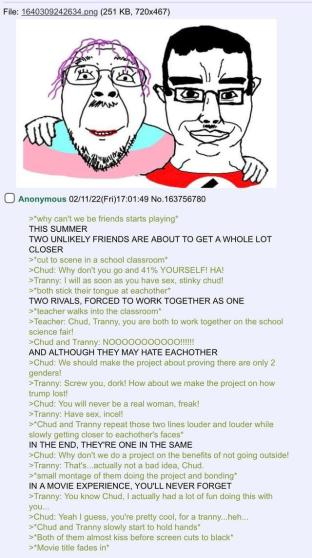 File: 1640309242634.png (251 KB, 720x467)
Anonymous 02/11/22(Fri)17:01:49 No.163756780
>*why can't we be friends starts playing*
THIS SUMMER
TWO UNLIKELY FRIENDS ARE ABOUT TO GET A WHOLE LOT
CLOSER
>*cut to scene in a school classroom*
>Chud: Why don't you go and 41% YOURSELF! HA!
>Tranny: I will as soon as you have sex, stinky chud!
>*both stick their tongue at eachother*
TWO RIVALS, FORCED TO WORK TOGETHER AS ONE
>*teacher walks into the classroom*
>Teacher: Chud, Tranny, you are both to work together on the school
science fair!
>Chud and Tranny: NOOOOOOOOOOO!!!!!!
AND ALTHOUGH THEY MAY HATE EACHOTHER
>Chud: We should make the project about proving there are only 2
genders!
>Tranny: Screw you, dork! How about we make the project on how
trump lost!
>Chud: You will never be a real woman, freak!
>Tranny: Have sex, incel!
>*Chud and Tranny repeat those two lines louder and louder while
slowly getting closer to eachother's faces*
IN THE END, THEY'RE ONE IN THE SAME
>Chud: Why don't we do a project on the benefits of not going outside!
>Tranny: That's...actually not a bad idea, Chud.
>*small montage of them doing the project and bonding*
IN A MOVIE EXPERIENCE, YOU'LL NEVER FORGET
>Tranny: You know Chud, I actually had a lot of fun doing this with
you...
>Chud: Yeah I guess, you're pretty cool, for a tranny...heh...
>*Chud and Tranny slowly start to hold hands*
>*Both of them almost kiss before screen cuts to black*
>*Movie title fades in*